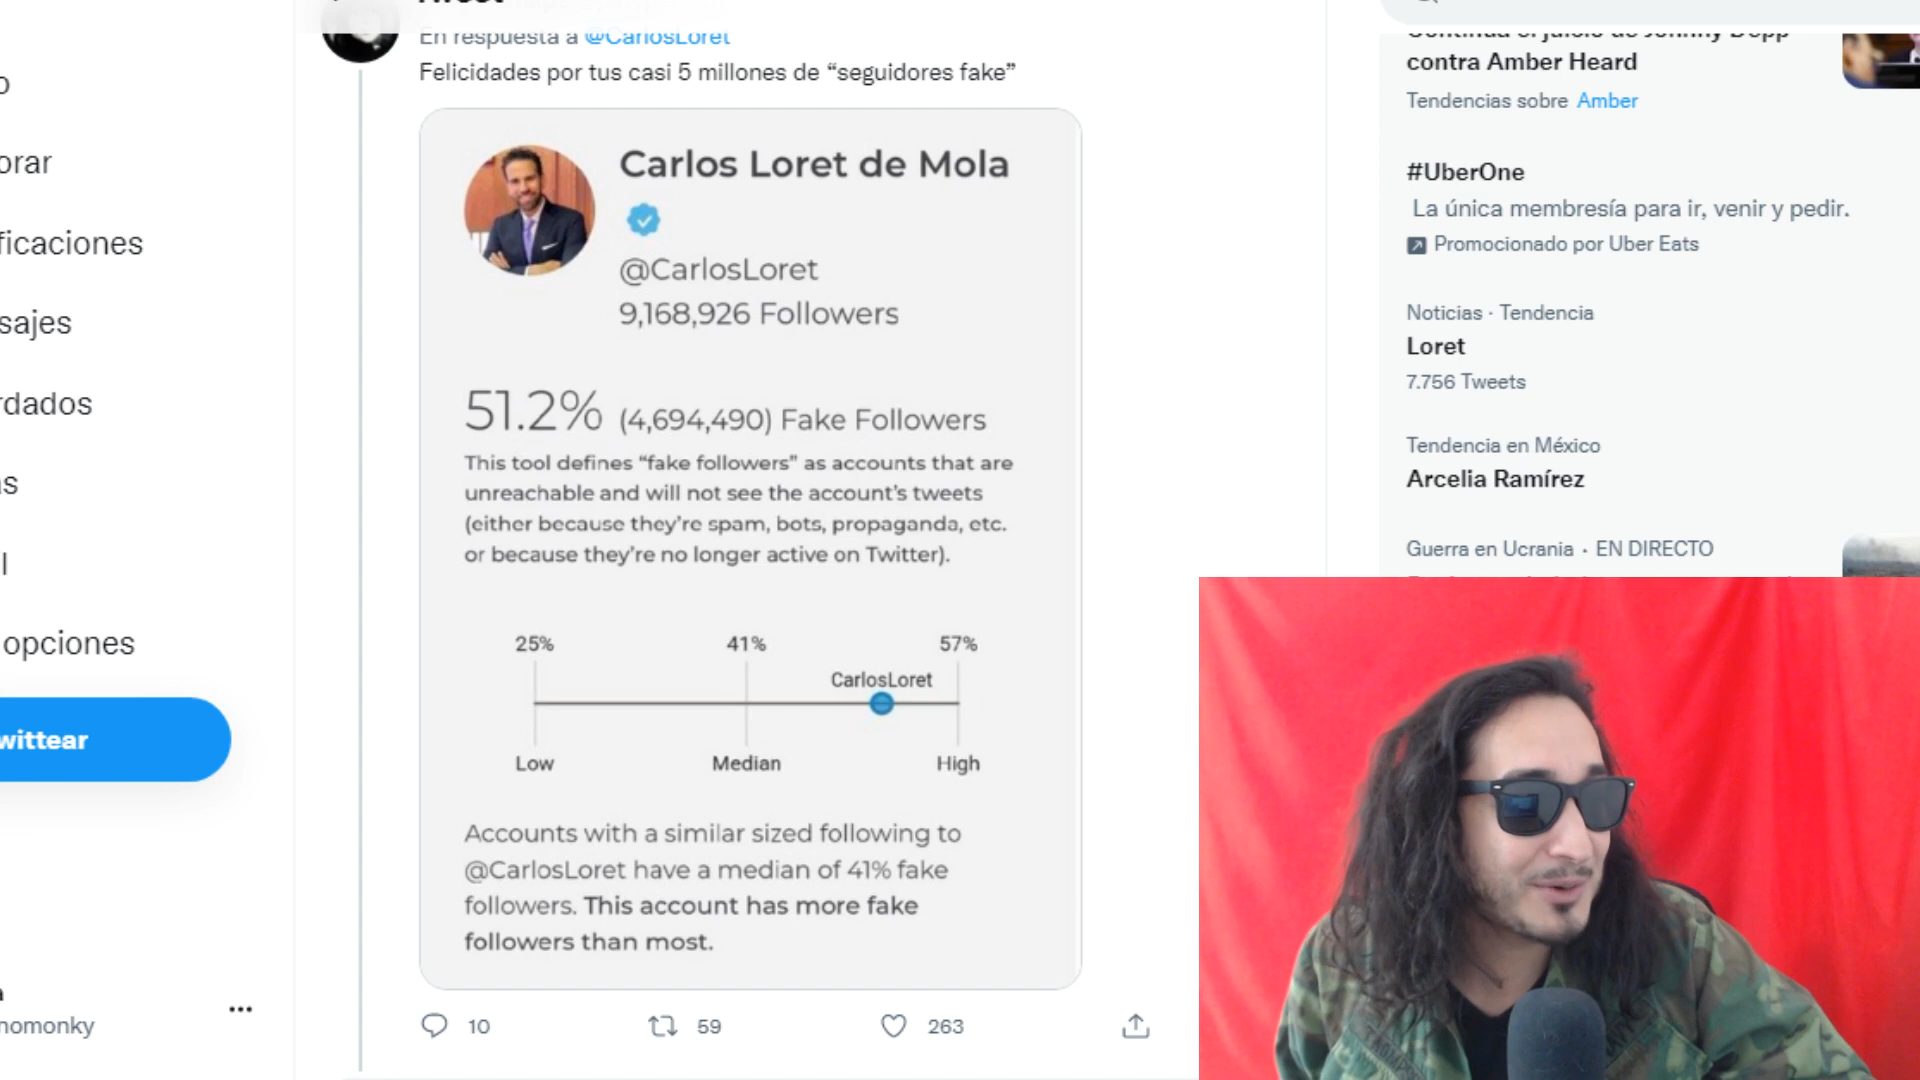 En respuesta a @CarlosLoret
Felicidades por tus casi 5 millones de “seguidores fake”
Carlos Loret de Mola
@CarlosLoret
9,168,926 Followers
51.2% (4,694,490) Fake Followers
This tool defines “fake followers” as accounts that are
unreachable and will not see the account's tweets
(either because they're spam, bots, propaganda, etc.
or because they're no longer active on Twitter).
25% 41% 57%
CarlosLoret
Low Median High
Accounts with a similar sized following to
@CarlosLoret have a median of 41% fake
followers. This account has more fake
followers than most.
10 59 263
orar
ficaciones
sajes
rdados
s
opciones
wittear
nomonky
Continúa el juicio de Johnny Depp
contra Amber Heard
Tendencias sobre Amber
#UberOne
La única membresía para ir, venir y pedir.
Promocionado por Uber Eats
Noticias · Tendencia
Loret
7.756 Tweets
Tendencia en México
Arcelia Ramírez
Guerra en Ucrania · EN DIRECTO